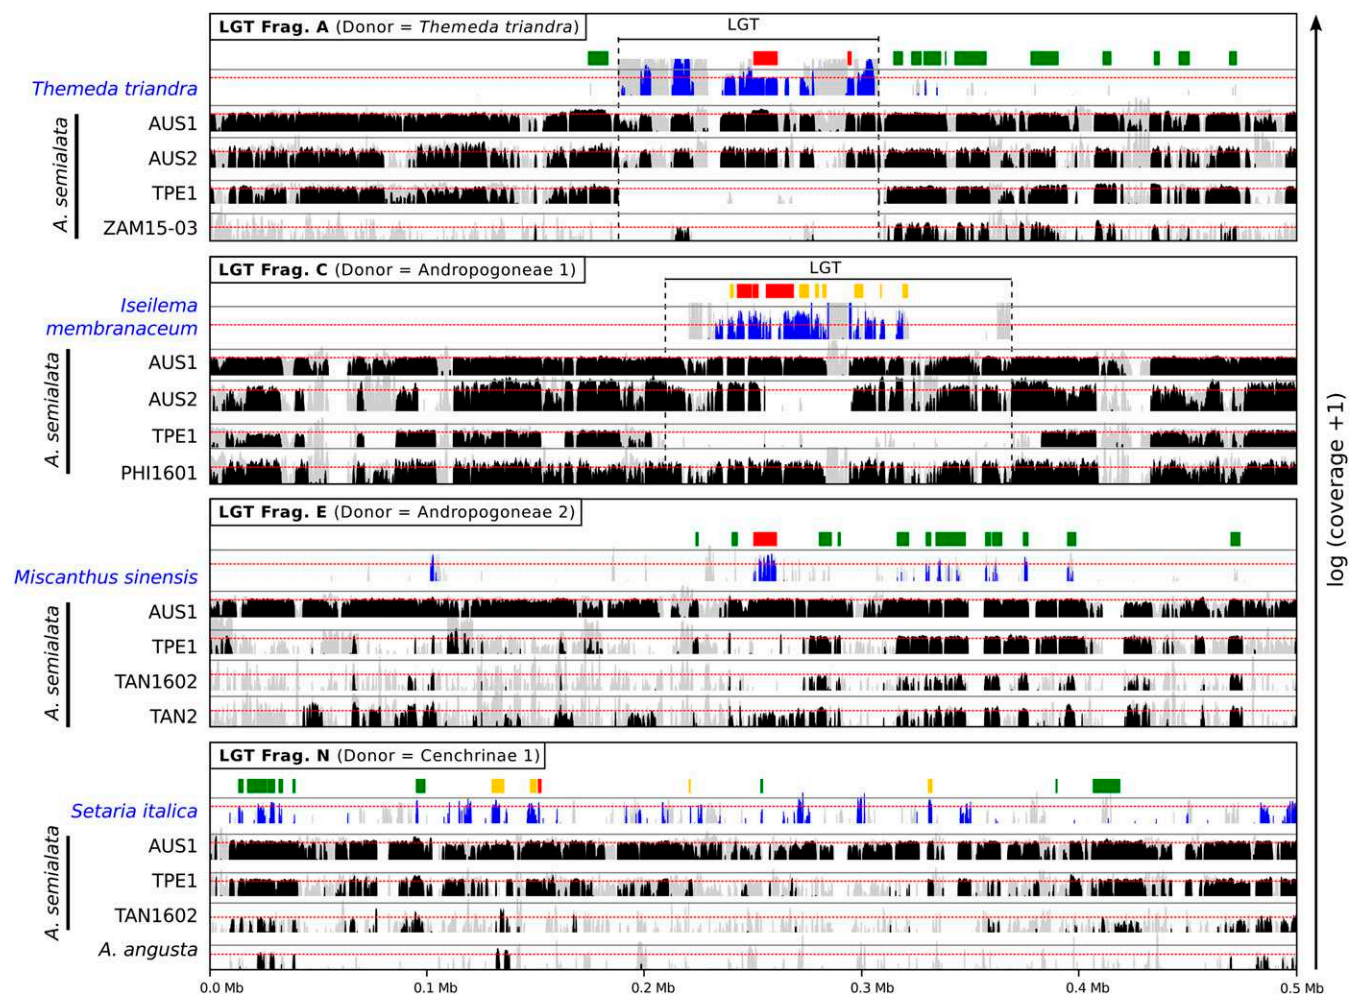 LGT Frag. A (Donor = Themeda triandra)
LGT
Themeda triandra
A. semialata
AUS1
AUS2
TPE1
ZAM15-03
LGT Frag. C (Donor = Andropogoneae 1)
LGT
Iseilema
membranaceum
A. semialata
AUS1
AUS2
TPE1
PHI1601
log (coverage +1)
LGT Frag. E (Donor = Andropogoneae 2)
Miscanthus sinensis
A. semialata
AUS1
TPE1
TAN1602
TAN2
LGT Frag. N (Donor = Cenchrinae 1)
Setaria italica
A. semialata
AUS1
TPE1
TAN1602
A. angusta
0.0 Mb 0.1 Mb 0.2 Mb 0.3 Mb 0.4 Mb 0.5 Mb